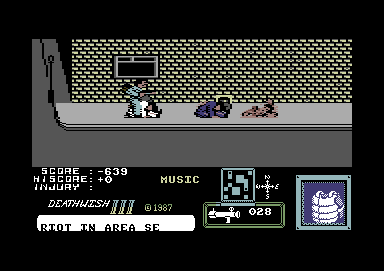 SCORE : -639
HISCORE : +0
INJURY :
MUSIC
N
W E
S
DEATHWISH III
©1987
028
RIOT IN AREA SE